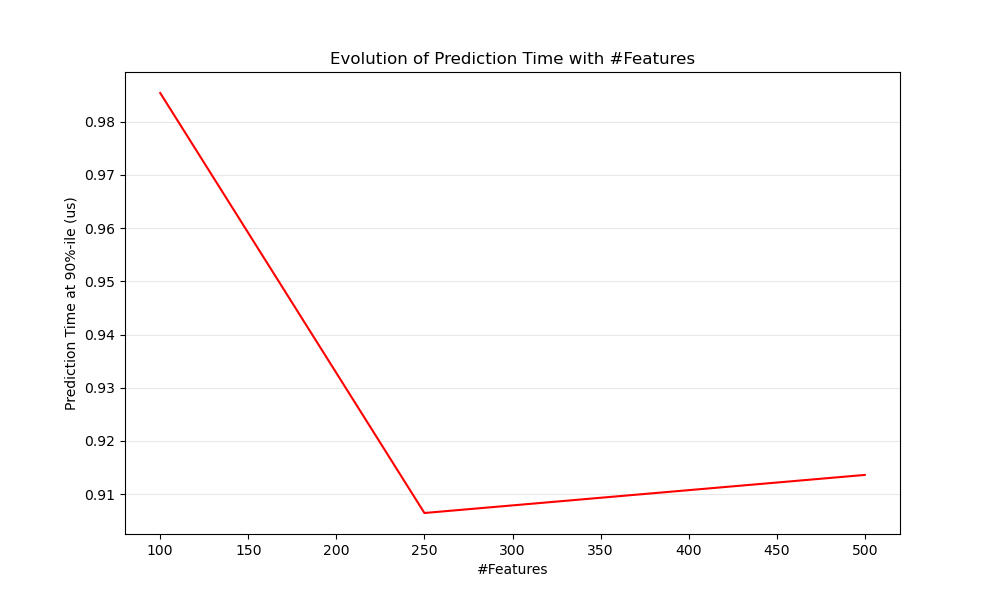 Evolution of Prediction Time with #Features
Prediction Time at 90%-ile (us)
0.98
0.97
0.96
0.95
0.94
0.93
0.92
0.91
100 150 200 250 300 350 400 450 500
#Features